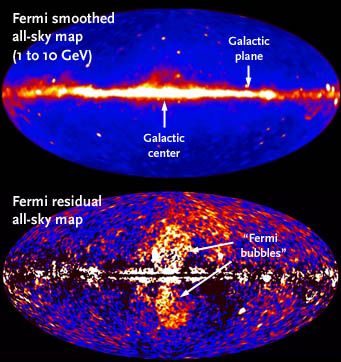 Fermi smoothed
all-sky map
(1 to 10 GeV)
Galactic
plane
Galactic
center
Fermi residual
all-sky map
“Fermi
bubbles”